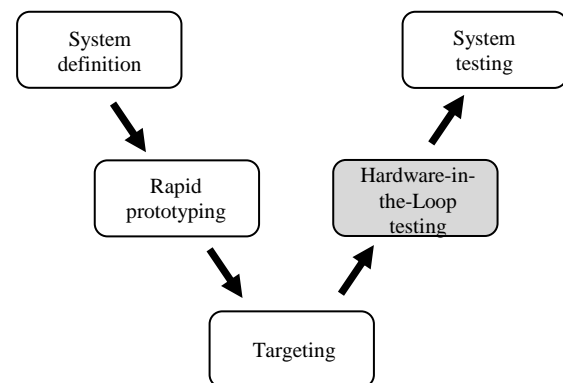 System
definition
System
testing
Rapid
prototyping
Hardware-in-
the-Loop
testing
Targeting